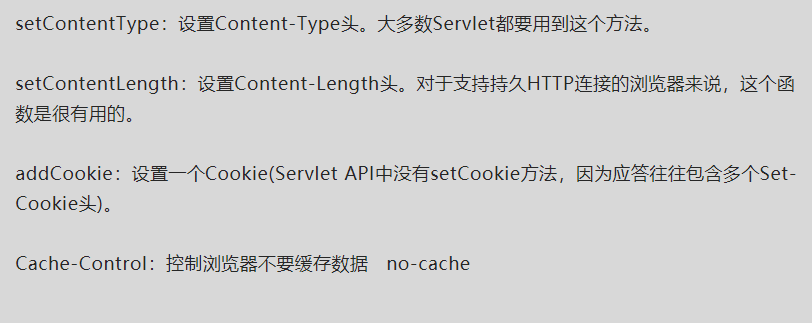 setContentType：设置Content-Type头。大多数Servlet都要用到这个方法。
setContentLength：设置Content-Length头。对于支持持久HTTP连接的浏览器来说，这个函
数是很有用的。
addCookie：设置一个Cookie(Servlet API中没有setCookie方法，因为应答往往包含多个Set-
Cookie头)。
Cache-Control：控制浏览器不要缓存数据　no-cache